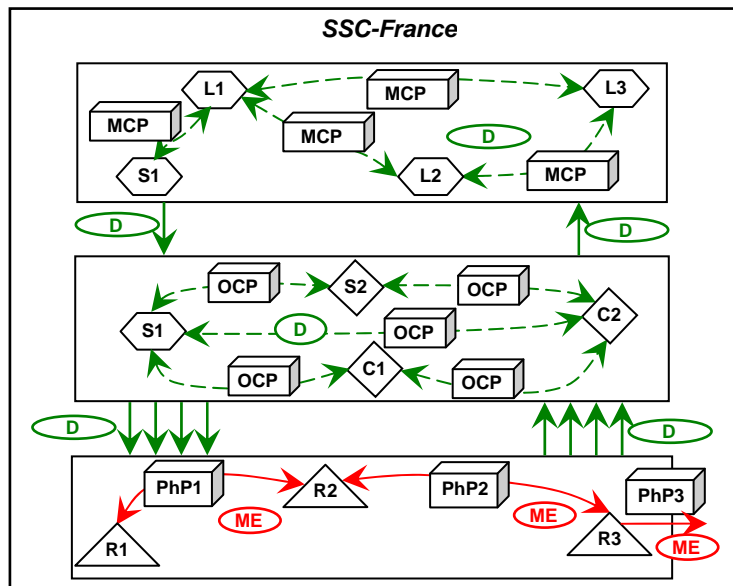 SSC-France
L1
MCP
L3
MCP
MCP
D
S1
L2
MCP
D
D
OCP
S2
OCP
S1
D
OCP
C2
OCP
C1
OCP
D
D
PhP1
R2
PhP2
PhP3
ME
ME
R1
R3
ME